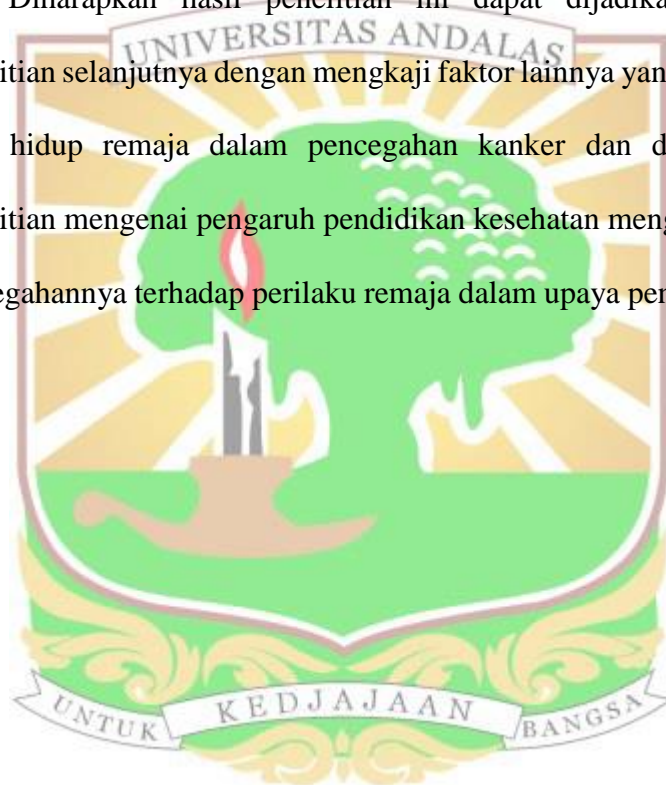 Diharapkan hasil penelitian ini dapat dijadika
UNIVERSITAS ANDALAS
itian selanjutnya dengan mengkaji faktor lainnya yan
hidup remaja dalam pencegahan kanker dan d
itian mengenai pengaruh pendidikan kesehatan meng
egahannya terhadap perilaku remaja dalam upaya pen
UNTUK KEDJAJAAN BANGSA